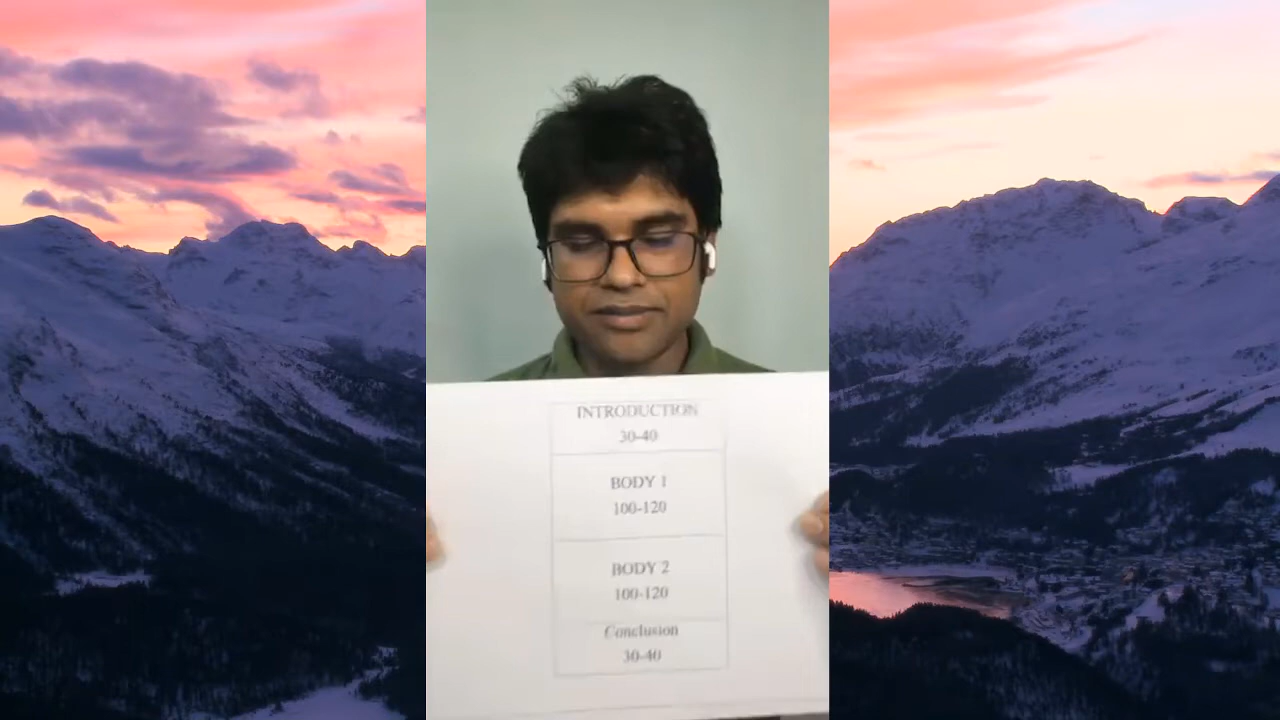 INTRODUCTION
30-40
BODY 1
100-120
BODY 2
100-120
Conclusion
30-40